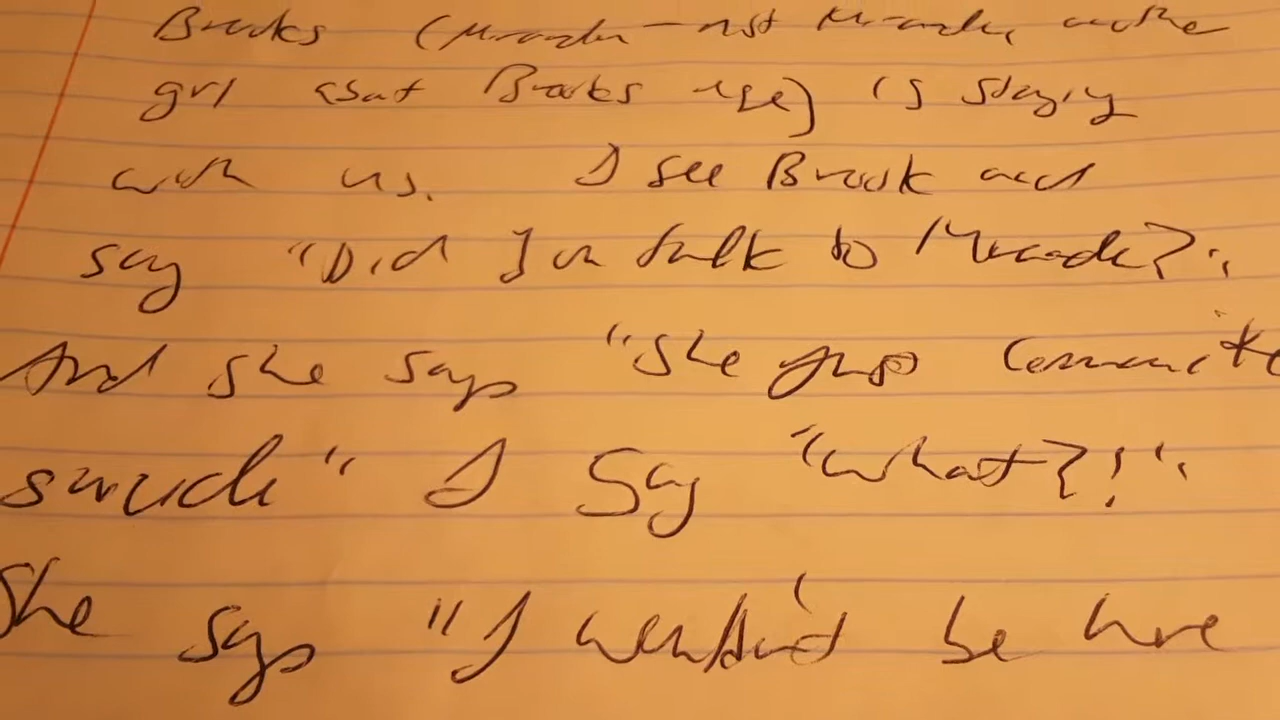 Brooks (Miranda — not Miranda, another
girl about Brooks age) is staying
with us. I see Brook and
say "Did you talk to Miranda?"
And she says "She just committed
suicide" I say "what?!"
She says "I wouldn't be here